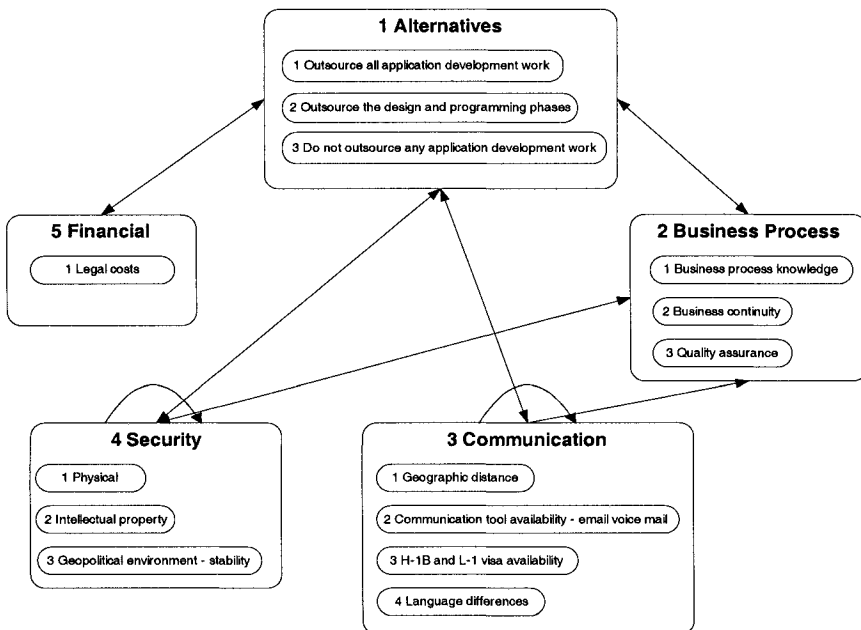 1 Alternatives
1 Outsource all application development work
2 Outsource the design and programming phases
3 Do not outsource any application development work
5 Financial
1 Legal costs
2 Business Process
1 Business process knowledge
2 Business continuity
3 Quality assurance
4 Security
1 Physical
2 Intellectual property
3 Geopolitical environment - stability
3 Communication
1 Geographic distance
2 Communication tool availability - email voice mail
3 H-1B and L-1 visa availability
4 Language differences